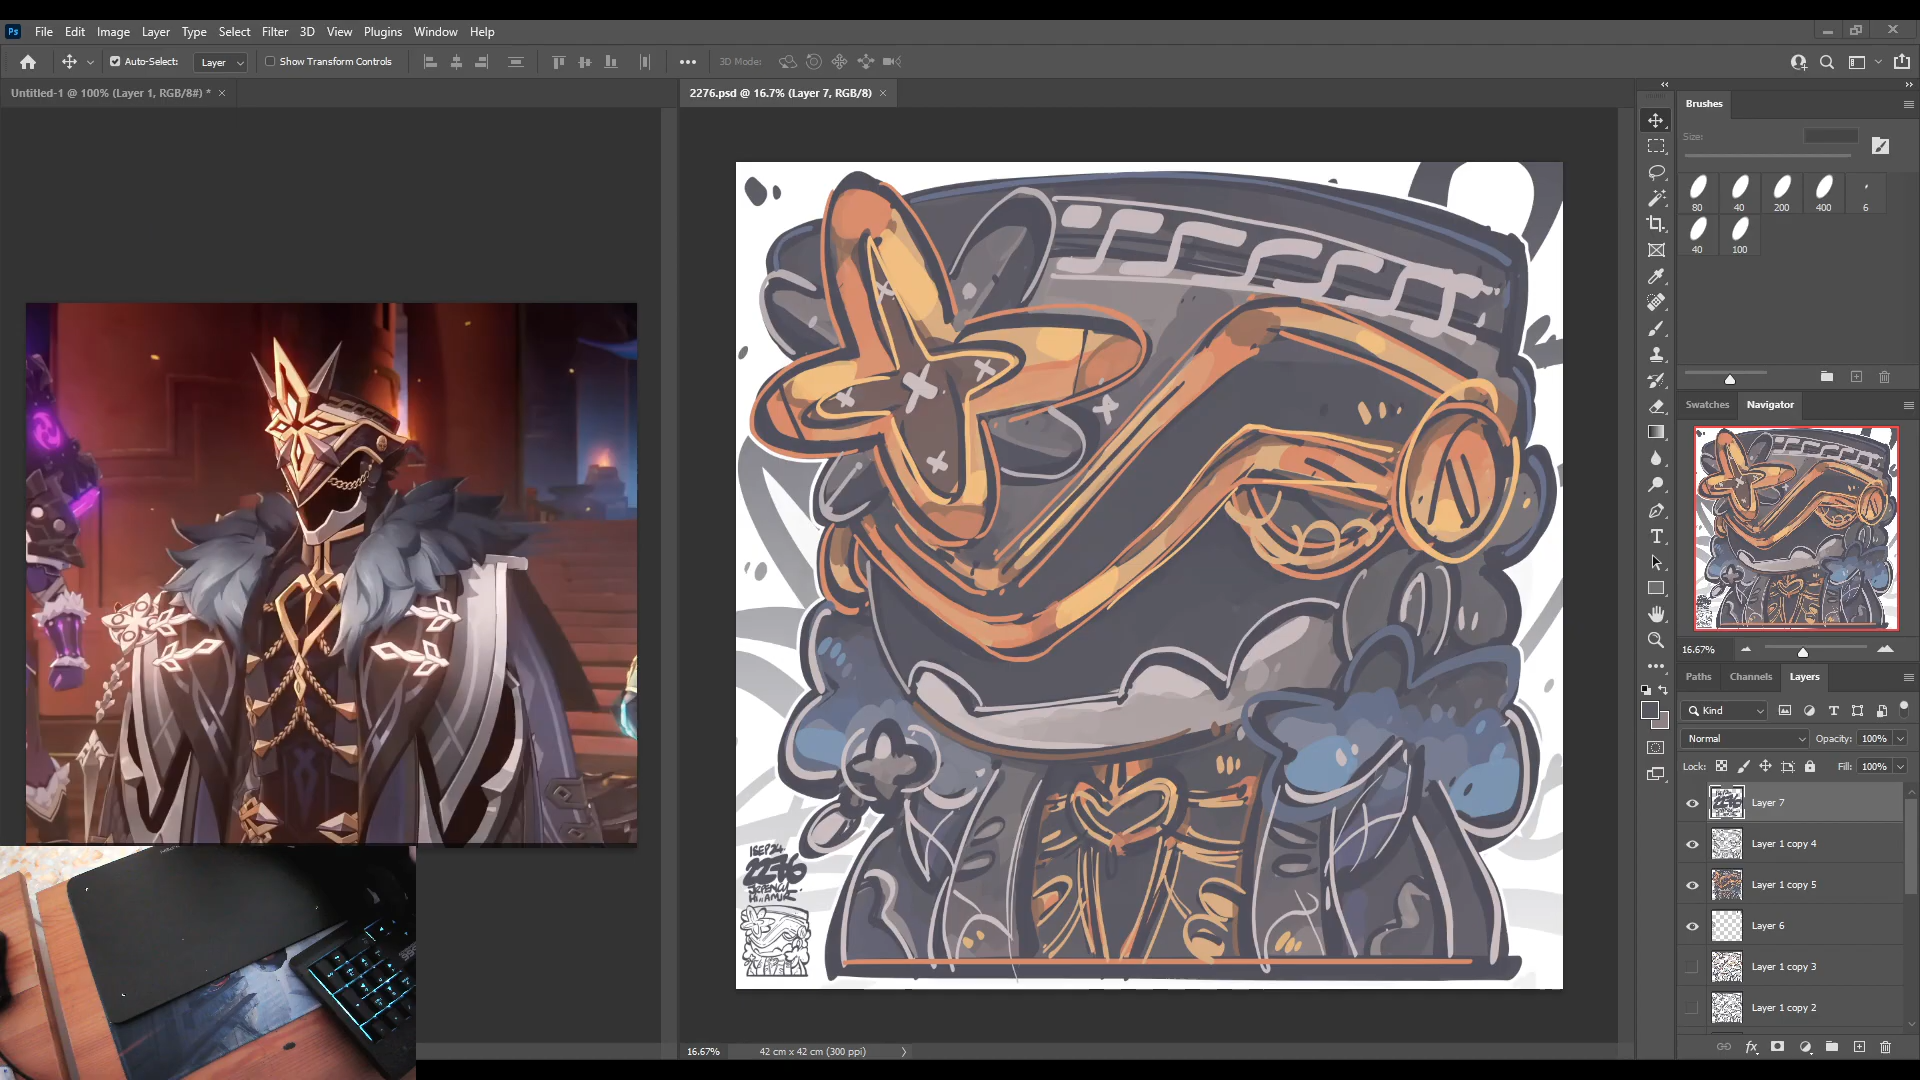 Ps File Edit Image Layer Type Select Filter 3D View Plugins Window Help
Auto-Select: Layer Show Transform Controls 3D Mode:
Untitled-1 @ 100% (Layer 1, RGB/8#) *
2276.psd @ 16.7% (Layer 7, RGB/8)
Brushes
Size:
80 40 200 400 6
40 100
Swatches Navigator
16.67%
Paths Channels Layers
Kind
Normal Opacity: 100%
Lock: Fill: 100%
Layer 7
Layer 1 copy 4
Layer 1 copy 5
Layer 6
Layer 1 copy 3
Layer 1 copy 2
fx
1SEP24
2276
16.67% 42 cm x 42 cm (300 ppi)